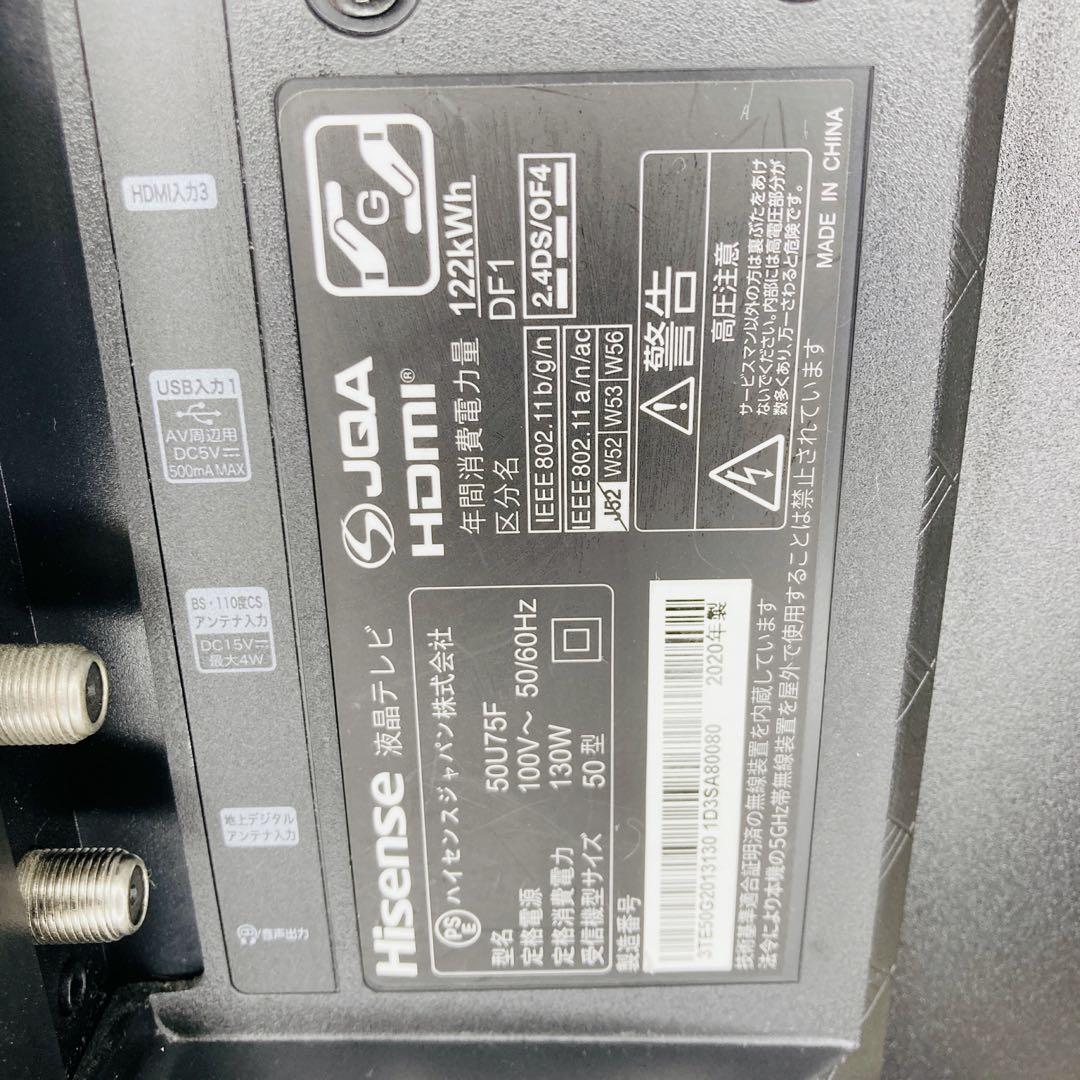 HDMI入力3
USB入力1
AV周辺用
DC5V⎓
500mA MAX
BS・110度CS
アンテナ入力
DC15V⎓
最大4W
地上デジタル
アンテナ入力
/音声出力
Hisense 液晶テレビ
PS
E
ハイセンスジャパン株式会社
型名 50U75F
定格電源 100V～ 50/60Hz
定格消費電力 130W
受信機型サイズ 50型
製造番号
3TE50G2013130 1D3SA80080 2020年製
JQA
G
HDMI®
年間消費電力量 122kWh
区分名 DF1
IEEE802.11b/g/n
2.4DS/OF4
IEEE802.11a/n/ac
J52 W52 W53 W56
警告
高圧注意
サービスマン以外の方は裏ぶたをあけ
ないでください。内部には高電圧部分が
数多くあり、万一さわると危険です。
技術基準適合証明済の無線装置を内蔵しています
法令により本機の5GHz帯無線装置を屋外で使用することは禁止されています
MADE IN CHINA